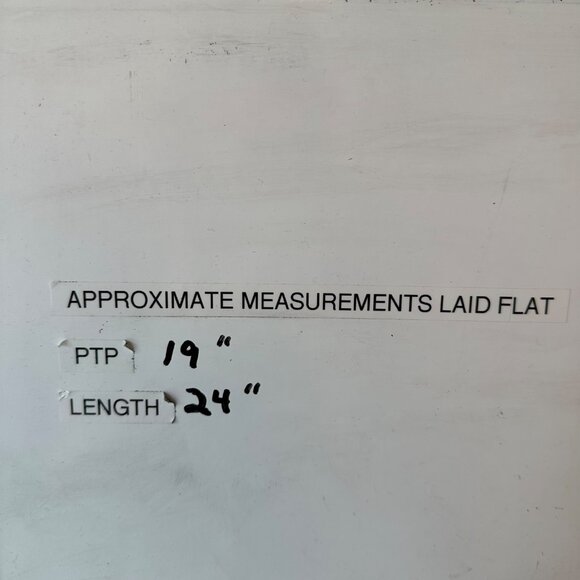 APPROXIMATE MEASUREMENTS LAID FLAT
PTP 19"
LENGTH 24"